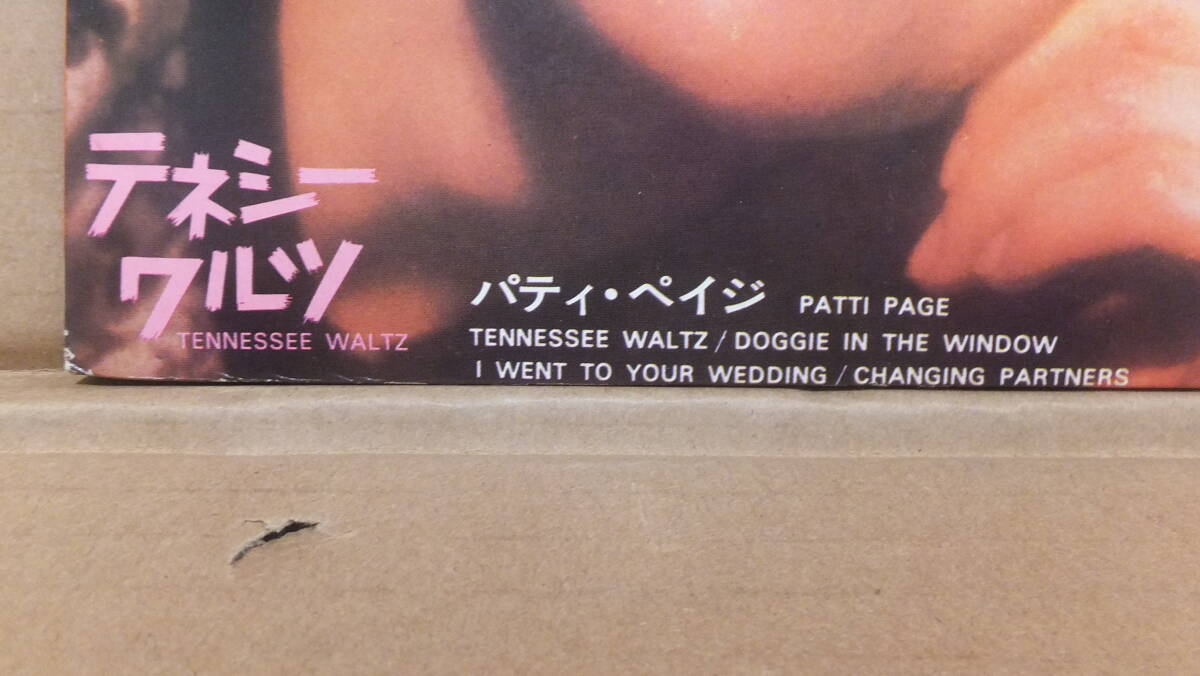 テネシー
ワルツ
TENNESSEE WALTZ
パティ・ペイジ PATTI PAGE
TENNESSEE WALTZ / DOGGIE IN THE WINDOW
I WENT TO YOUR WEDDING / CHANGING PARTNERS